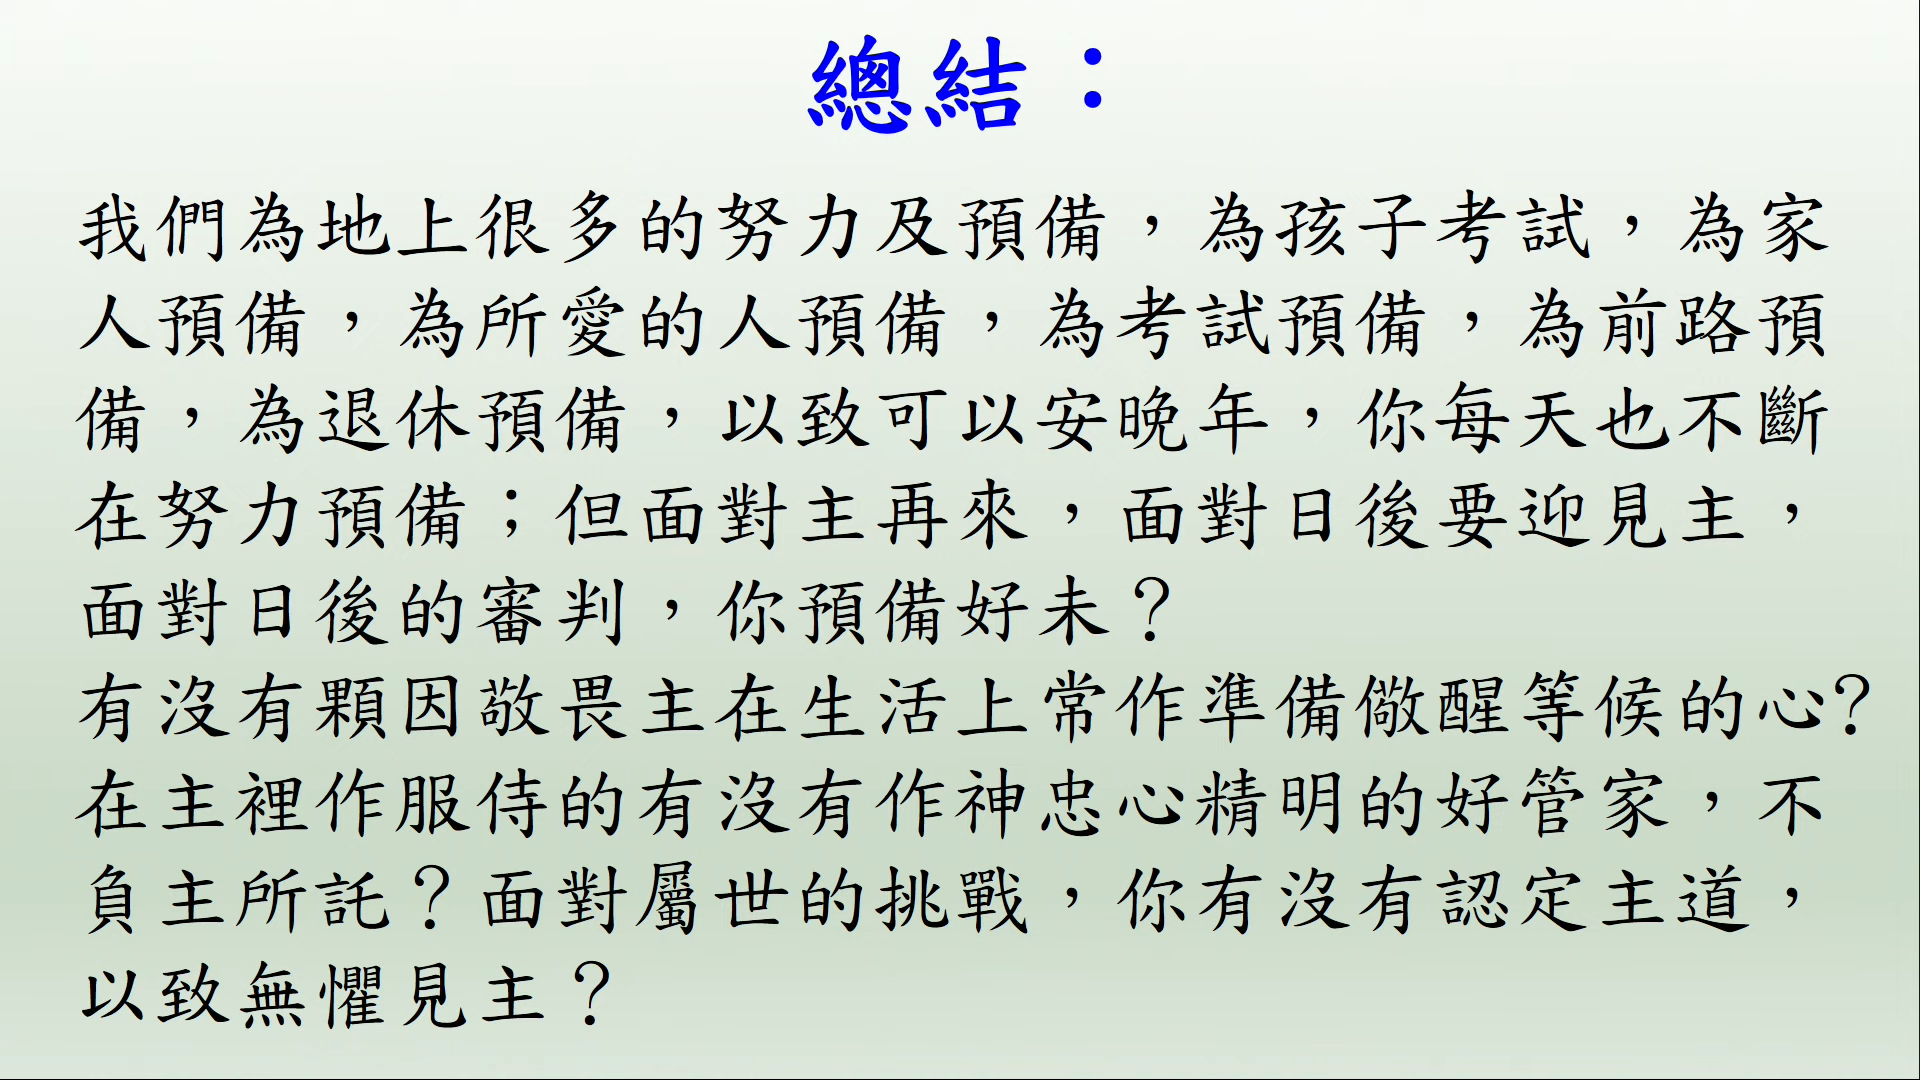 總結：
我們為地上很多的努力及預備，為孩子考試，為家
人預備，為所愛的人預備，為考試預備，為前路預
備，為退休預備，以致可以安晚年，你每天也不斷
在努力預備；但面對主再來，面對日後要迎見主，
面對日後的審判，你預備好未？
有沒有顆因敬畏主在生活上常作準備儆醒等候的心?
在主裡作服侍的有沒有作神忠心精明的好管家，不
負主所託？面對屬世的挑戰，你有沒有認定主道，
以致無懼見主？